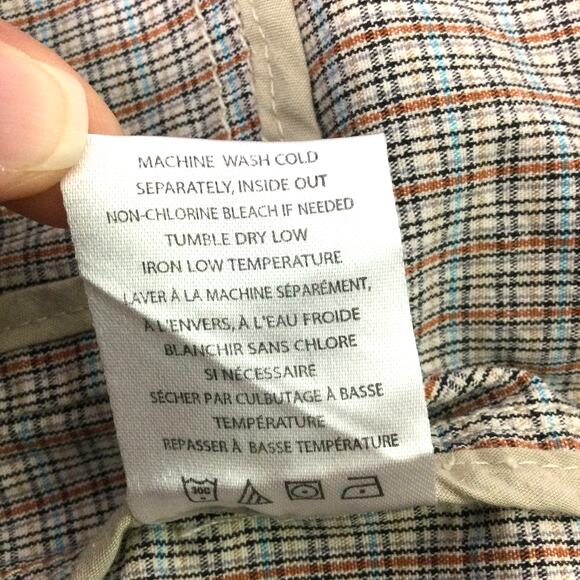 MACHINE WASH COLD
SEPARATELY, INSIDE OUT
NON-CHLORINE BLEACH IF NEEDED
TUMBLE DRY LOW
IRON LOW TEMPERATURE
LAVER À LA MACHINE SÉPARÉMENT,
À L'ENVERS, À L'EAU FROIDE
BLANCHIR SANS CHLORE
SI NÉCESSAIRE
SÉCHER PAR CULBUTAGE À BASSE
TEMPÉRATURE
REPASSER À BASSE TEMPÉRATURE
30C